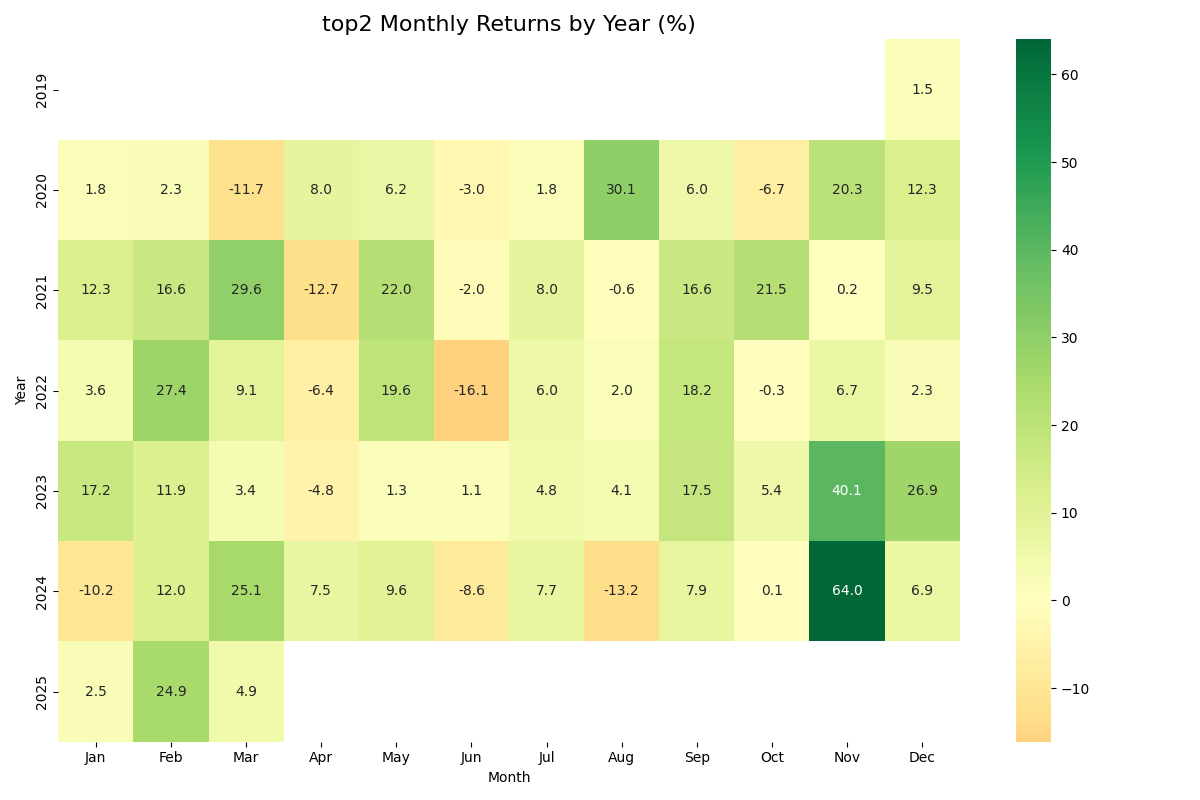 top2 Monthly Returns by Year (%)
2019 1.5
2020 1.8 2.3 -11.7 8.0 6.2 -3.0 1.8 30.1 6.0 -6.7 20.3 12.3
2021 12.3 16.6 29.6 -12.7 22.0 -2.0 8.0 -0.6 16.6 21.5 0.2 9.5
2022 3.6 27.4 9.1 -6.4 19.6 -16.1 6.0 2.0 18.2 -0.3 6.7 2.3
2023 17.2 11.9 3.4 -4.8 1.3 1.1 4.8 4.1 17.5 5.4 40.1 26.9
2024 -10.2 12.0 25.1 7.5 9.6 -8.6 7.7 -13.2 7.9 0.1 64.0 6.9
2025 2.5 24.9 4.9
Year
Jan Feb Mar Apr May Jun Jul Aug Sep Oct Nov Dec
Month
60
50
40
30
20
10
0
−10